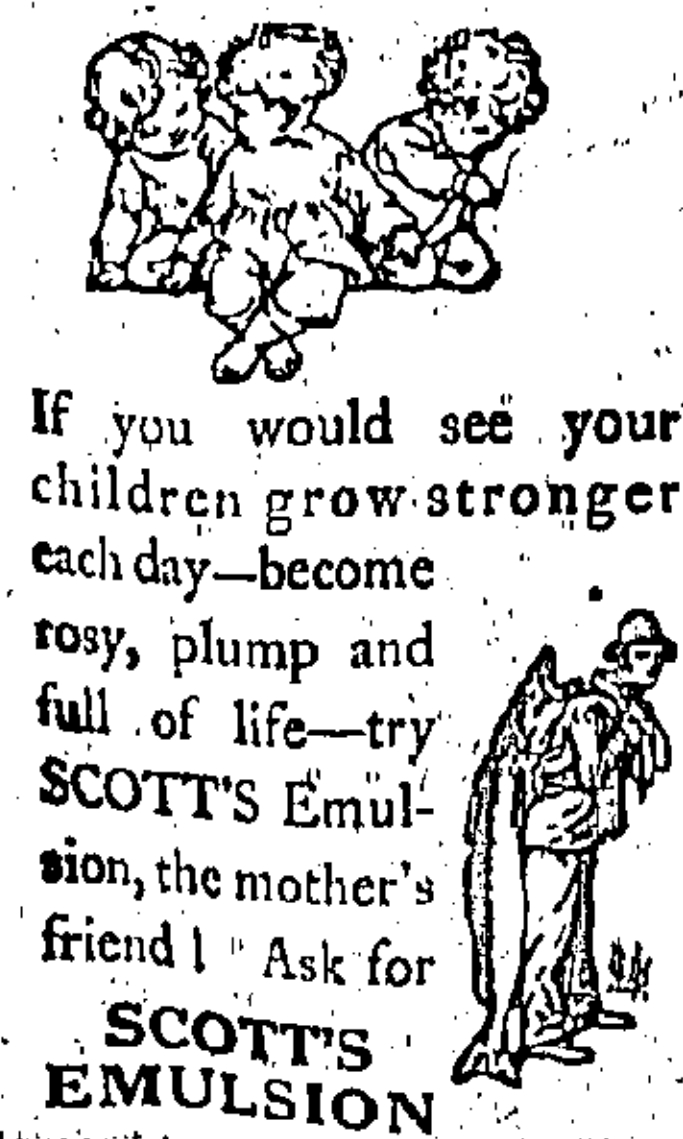 If you would see your
children grow stronger
each day—become
rosy, plump and
full of life—try
SCOTT'S Emul-
sion, the mother's
friend! Ask for
SCOTT'S
EMULSION